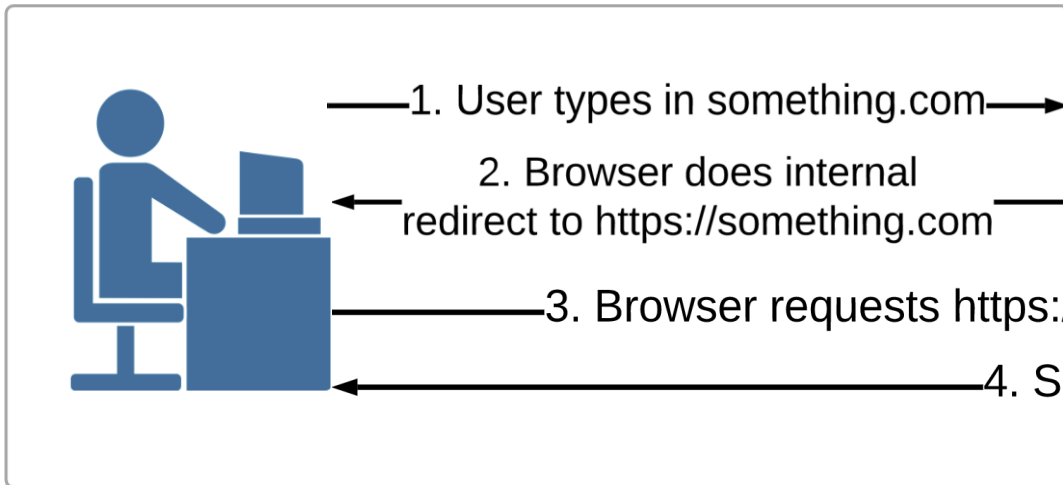 1. User types in something.com
2. Browser does internal
redirect to https://something.com
3. Browser requests https:/
4. S